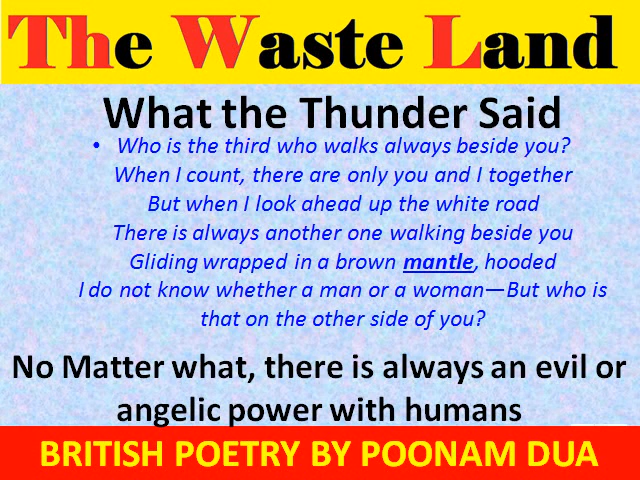 The Waste Land
What the Thunder Said
• Who is the third who walks always beside you?
When I count, there are only you and I together
But when I look ahead up the white road
There is always another one walking beside you
Gliding wrapped in a brown mantle, hooded
I do not know whether a man or a woman—But who is
that on the other side of you?
No Matter what, there is always an evil or
angelic power with humans
BRITISH POETRY BY POONAM DUA